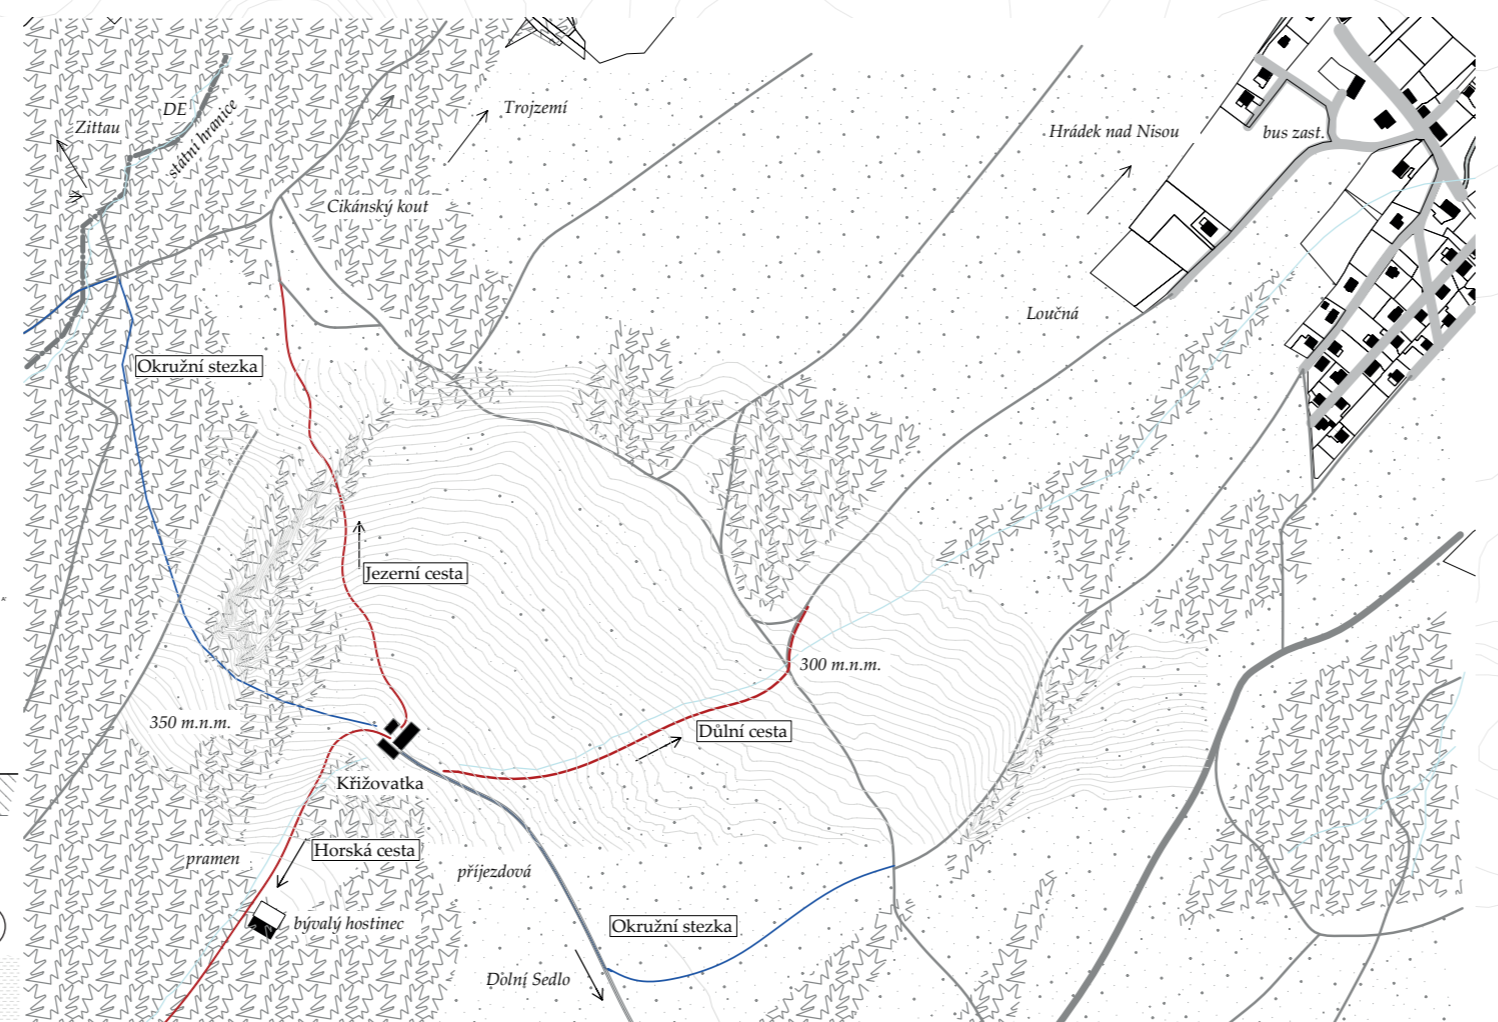 Trojzemí
DE
Zittau
státní hranice
Hrádek nad Nisou
bus zast.
Cikánský kout
Loučná
Okružní stezka
Jezerní cesta
300 m.n.m.
350 m.n.m.
Důlní cesta
Křižovatka
Horská cesta
pramen
příjezdová
bývalý hostinec
Okružní stezka
Dolní Sedlo